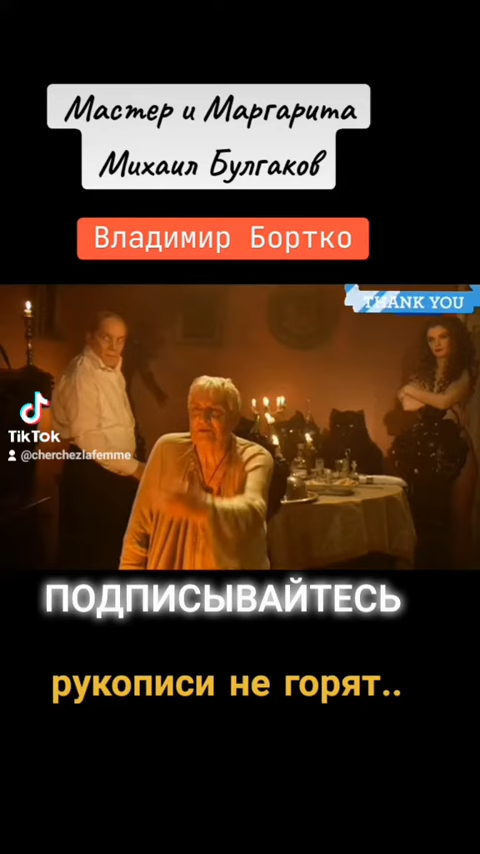 Мастер и Маргарита
Михаил Булгаков
Владимир Бортко
THANK YOU
TikTok
@cherchezlafemme
ПОДПИСЫВАЙТЕСЬ
рукописи не горят..